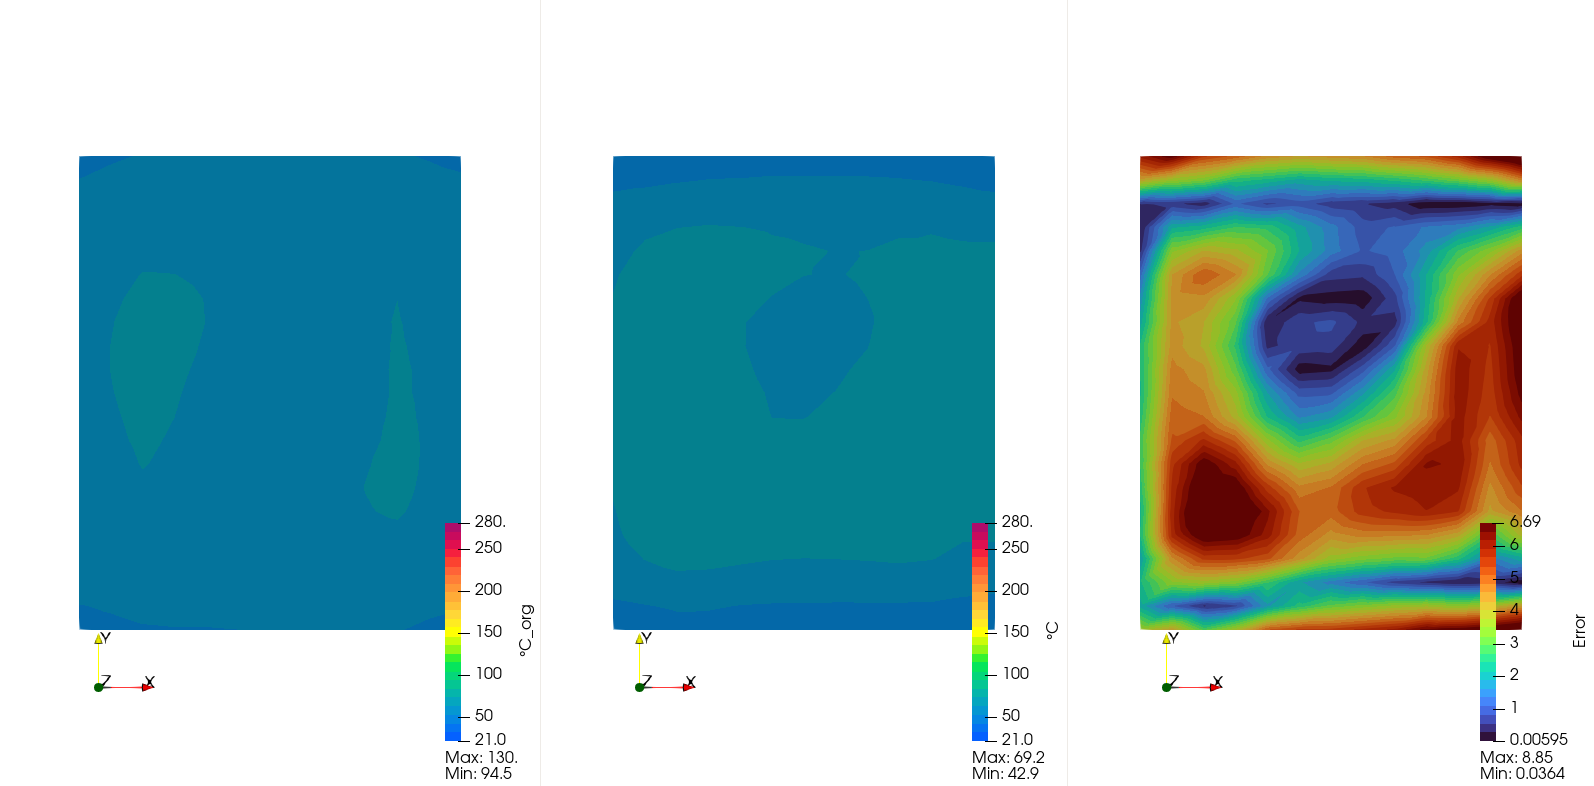 280.
250
200
150
100
50
21.0
°C_org
Max: 130.
Min: 94.5
Y
Z
X
280.
250
200
150
100
50
21.0
°C
Max: 69.2
Min: 42.9
Y
Z
X
6.69
6
5
4
3
2
1
0.00595
Error
Max: 8.85
Min: 0.0364
Y
Z
X